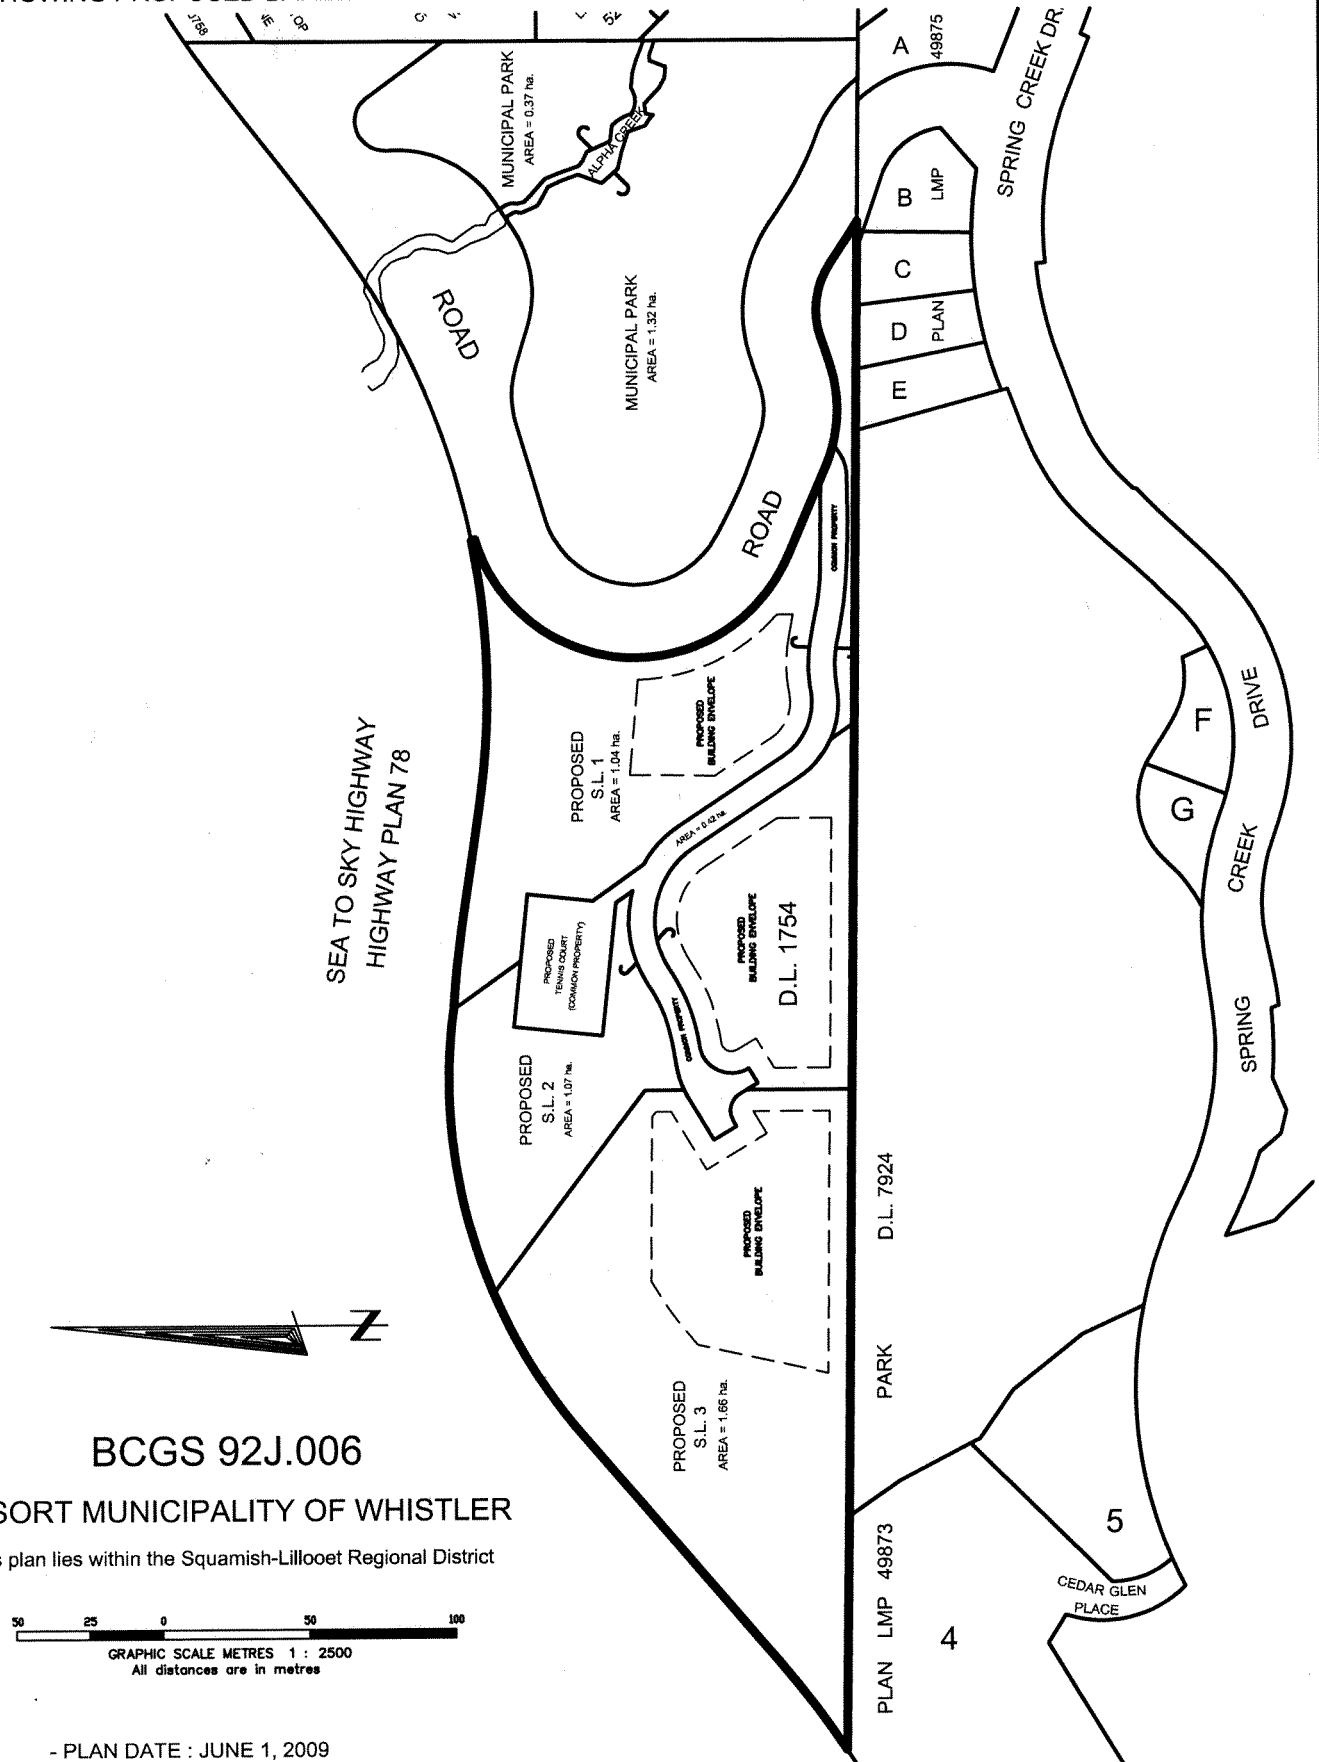 J768
OP
MUNICIPAL PARK
AREA = 0.37 ha.
ALPHA CREEK
A
49875
SPRING CREEK DR.
B
LMP
C
D
PLAN
E
ROAD
MUNICIPAL PARK
AREA = 1.32 ha.
ROAD
COMMON PROPERTY
SEA TO SKY HIGHWAY
HIGHWAY PLAN 78
PROPOSED
S.L. 1
AREA = 1.04 ha.
PROPOSED
BUILDING ENVELOPE
AREA = 0.42 ha.
F
G
SPRING CREEK DRIVE
PROPOSED
TENNIS COURT
(COMMON PROPERTY)
COMMON PROPERTY
PROPOSED
BUILDING ENVELOPE
D.L. 1754
PROPOSED
S.L. 2
AREA = 1.07 ha.
PROPOSED
BUILDING ENVELOPE
PROPOSED
S.L. 3
AREA = 1.66 ha.
PLAN LMP 49873 PARK D.L. 7924
5
CEDAR GLEN
PLACE
4
N
BCGS 92J.006
SORT MUNICIPALITY OF WHISTLER
s plan lies within the Squamish-Lillooet Regional District
50 25 0 50 100
GRAPHIC SCALE METRES 1 : 2500
All distances are in metres
- PLAN DATE : JUNE 1, 2009